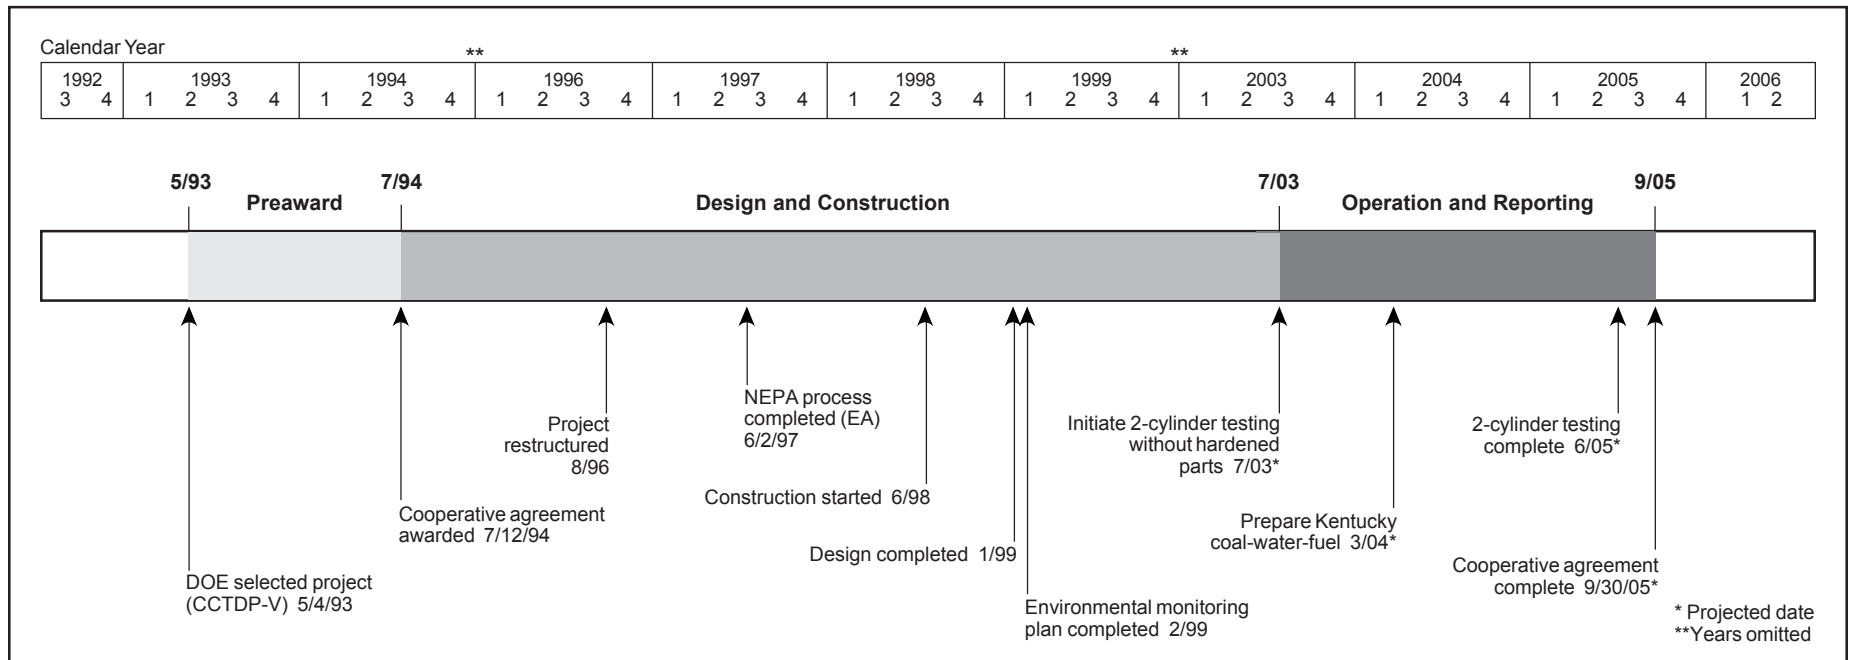 Calendar Year
** **
1992 1993 1994 1996 1997 1998 1999 2003 2004 2005 2006
3 4 1 2 3 4 1 2 3 4 1 2 3 4 1 2 3 4 1 2 3 4 1 2 3 4 1 2 3 4 1 2 3 4 1 2 3 4 1 2
5/93 7/94 7/03 9/05
Preaward Design and Construction Operation and Reporting
DOE selected project
(CCTDP-V) 5/4/93
Cooperative agreement
awarded 7/12/94
Project
restructured
8/96
NEPA process
completed (EA)
6/2/97
Construction started 6/98
Design completed 1/99
Environmental monitoring
plan completed 2/99
Initiate 2-cylinder testing
without hardened
parts 7/03*
Prepare Kentucky
coal-water-fuel 3/04*
2-cylinder testing
complete 6/05*
Cooperative agreement
complete 9/30/05*
* Projected date
**Years omitted